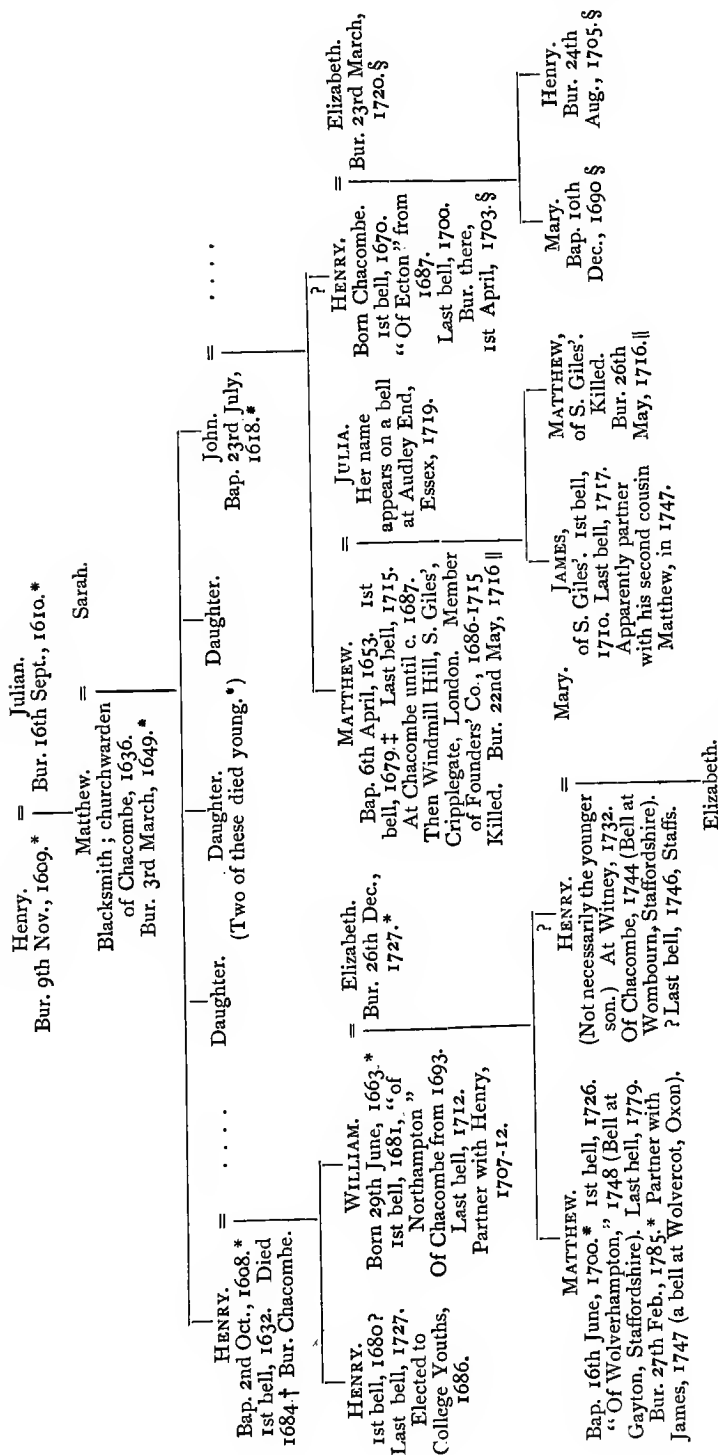 Henry. = Julian.
Bur. 9th Nov., 1609.* Bur. 16th Sept., 1610.*
Matthew. = Sarah.
Blacksmith; churchwarden
of Chacombe, 1636.
Bur. 3rd March, 1649.*
HENRY. = . . . .
Bap. 2nd Oct., 1608.*
1st bell, 1632. Died
1684.† Bur. Chacombe.
Daughter.
Daughter.
Daughter.
(Two of these died young.*)
John. = . . . .
Bap. 23rd July,
1618.*
HENRY.
1st bell, 1680?
Last bell, 1727.
Elected to
College Youths,
1686.
WILLIAM. = Elizabeth.
Born 29th June, 1663.*
1st bell, 1681, "of
Northampton"
Of Chacombe from 1693.
Last bell, 1712.
Partner with Henry,
1707-12.
Bur. 26th Dec.,
1727.*
MATTHEW. = JULIA.
Bap. 6th April, 1653. 1st
bell, 1679.‡ Last bell, 1715.
At Chacombe until c. 1687.
Then Windmill Hill, S. Giles',
Cripplegate, London. Member
of Founders' Co., 1686-1715
Killed. Bur. 22nd May, 1716 ||
Her name
appears on a bell
at Audley End,
Essex, 1719.
?
HENRY. = Elizabeth.
Born Chacombe.
1st bell, 1670.
"Of Ecton" from
1687.
Last bell, 1700.
Bur. there,
1st April, 1703.§
Bur. 23rd March,
1720.§
MATTHEW.
Bap. 16th June, 1700.* 1st bell, 1726.
"Of Wolverhampton," 1748 (Bell at
Gayton, Staffordshire). Last bell, 1779.
Bur. 27th Feb., 1785.* Partner with
James, 1747 (a bell at Wolvercot, Oxon).
?
HENRY. = Mary.
(Not necessarily the younger
son.) At Witney, 1732.
Of Chacombe, 1744 (Bell at
Wombourn, Staffordshire).
? Last bell, 1746, Staffs.
Elizabeth.
JAMES,
of S. Giles'. 1st bell,
1710. Last bell, 1717.
Apparently partner
with his second cousin
Matthew, in 1747.
MATTHEW,
of S. Giles'.
Killed.
Bur. 26th
May, 1716.||
Mary.
Bap. 10th
Dec., 1690 §
Henry.
Bur. 24th
Aug., 1705.§